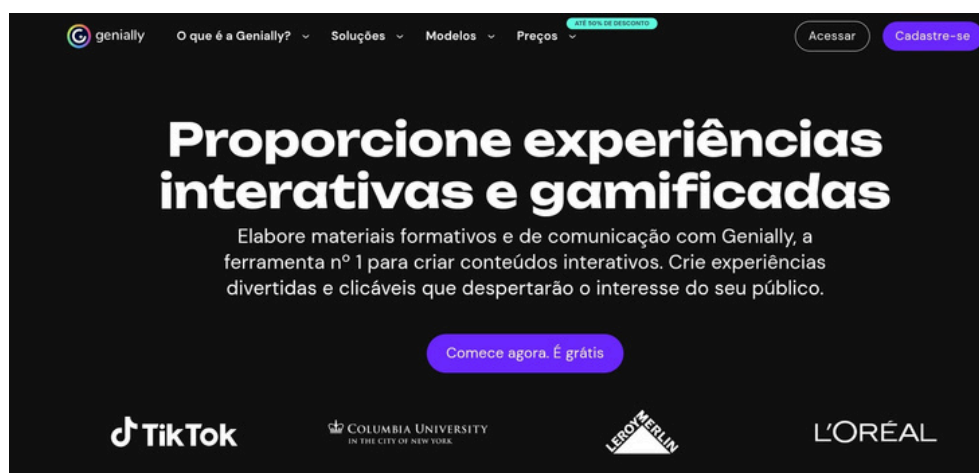 ATÉ 50% DE DESCONTO
genially O que é a Genially? Soluções Modelos Preços Acessar Cadastre-se
Proporcione experiências
interativas e gamificadas
Elabore materiais formativos e de comunicação com Genially, a
ferramenta nº 1 para criar conteúdos interativos. Crie experiências
divertidas e clicáveis que despertarão o interesse do seu público.
Comece agora. É grátis
TikTok
COLUMBIA UNIVERSITY
IN THE CITY OF NEW YORK
LEROY MERLIN
L'ORÉAL